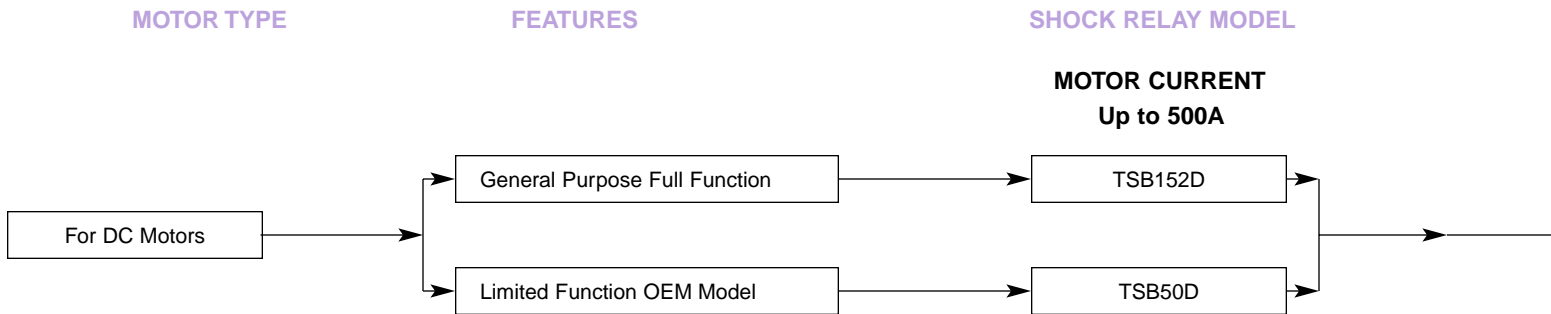 MOTOR TYPE
FEATURES
SHOCK RELAY MODEL
MOTOR CURRENT
Up to 500A
General Purpose Full Function
TSB152D
For DC Motors
Limited Function OEM Model
TSB50D